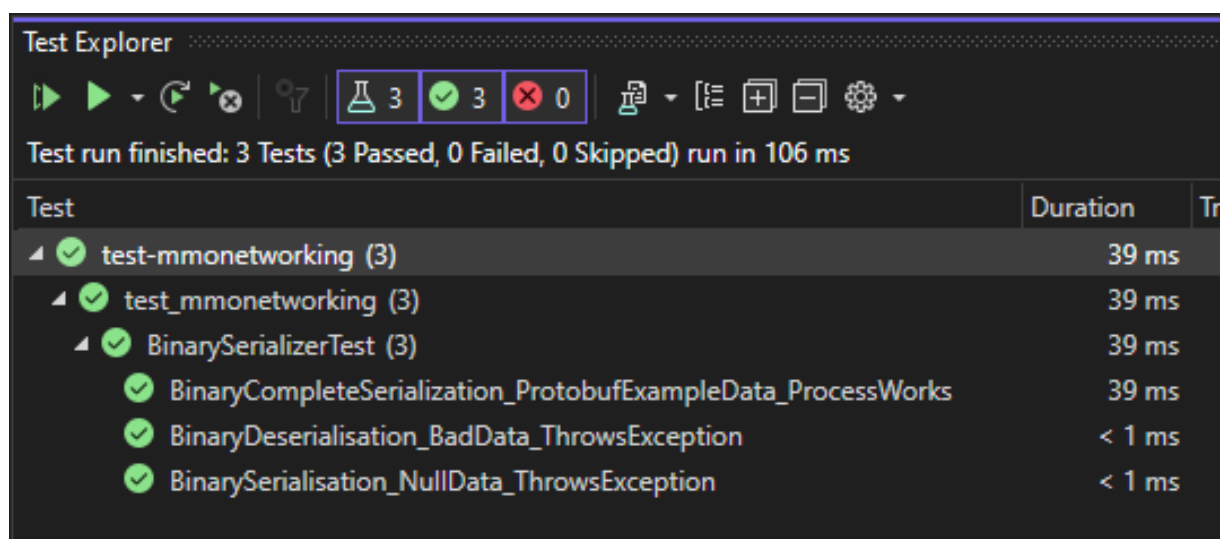 Test Explorer
3 3 0
Test run finished: 3 Tests (3 Passed, 0 Failed, 0 Skipped) run in 106 ms
Test Duration Tr
test-mmonetworking (3) 39 ms
test_mmonetworking (3) 39 ms
BinarySerializerTest (3) 39 ms
BinaryCompleteSerialization_ProtobufExampleData_ProcessWorks 39 ms
BinaryDeserialisation_BadData_ThrowsException < 1 ms
BinarySerialisation_NullData_ThrowsException < 1 ms